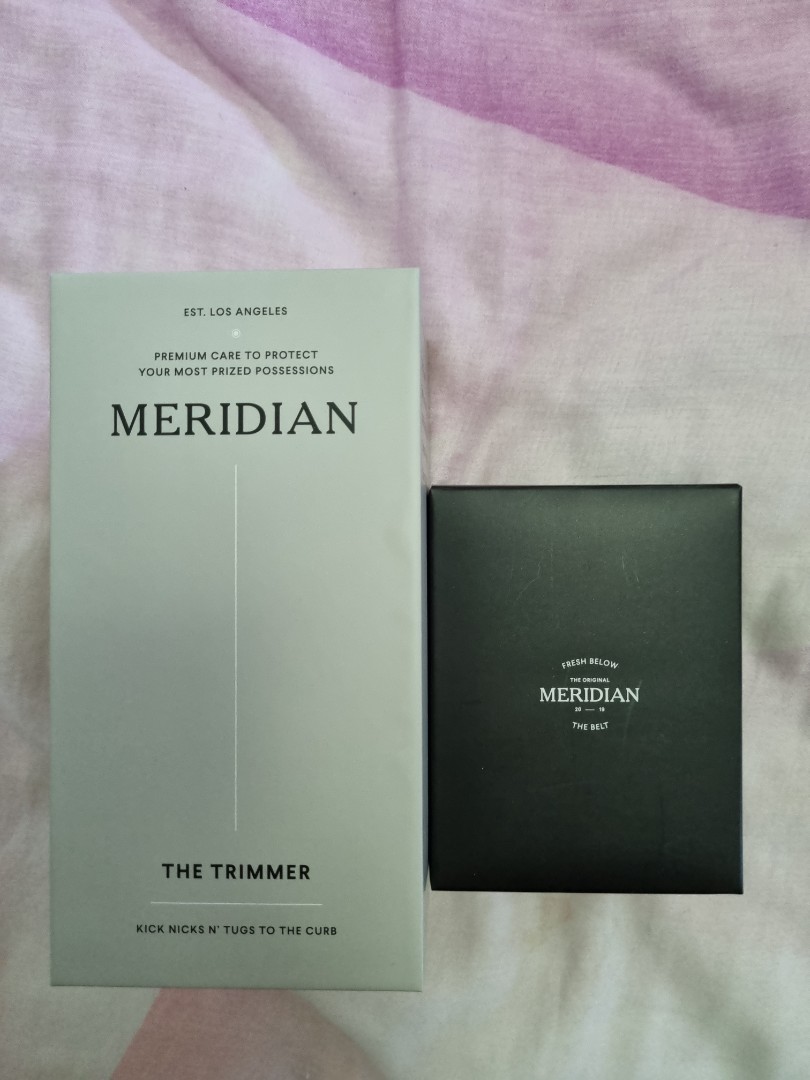 EST. LOS ANGELES
PREMIUM CARE TO PROTECT
YOUR MOST PRIZED POSSESSIONS
MERIDIAN
THE TRIMMER
KICK NICKS N' TUGS TO THE CURB
FRESH BELOW
THE ORIGINAL
MERIDIAN
20 — 19
THE BELT